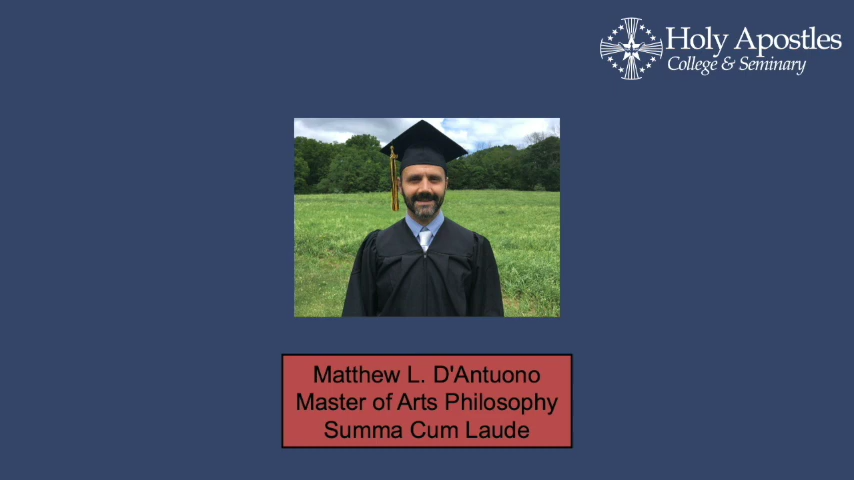 Holy Apostles
College & Seminary
Matthew L. D'Antuono
Master of Arts Philosophy
Summa Cum Laude